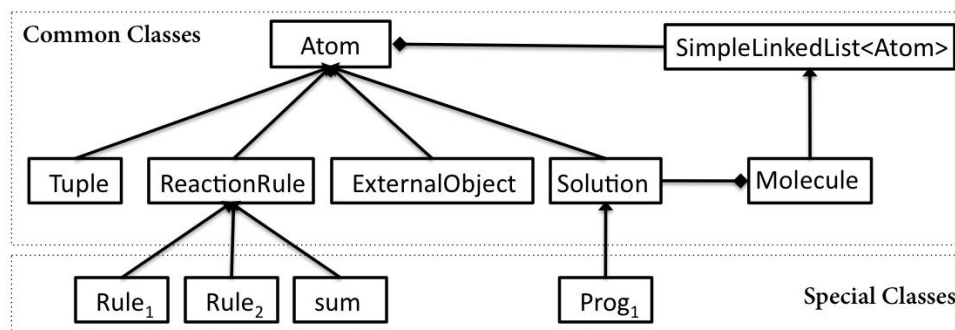 Common Classes
Atom
SimpleLinkedList<Atom>
Tuple
ReactionRule
ExternalObject
Solution
Molecule
Rule₁
Rule₂
sum
Prog₁
Special Classes